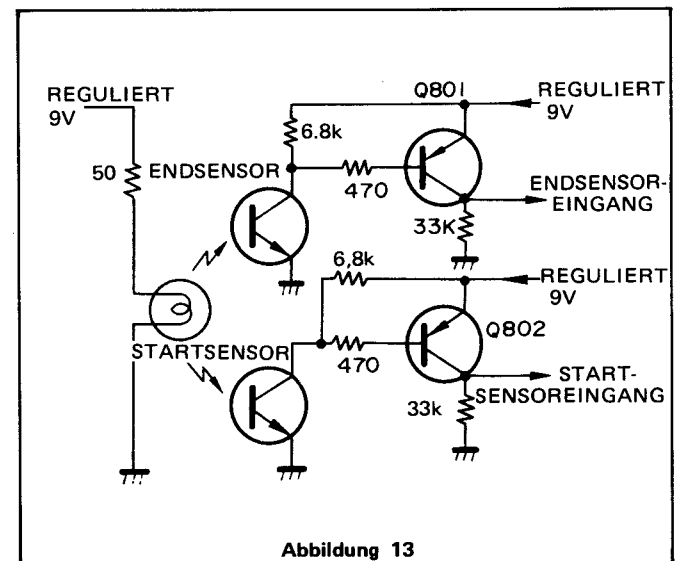 Q801
REGULIERT
9V
REGULIERT
9V
6.8k
50
ENDSENSOR
470
ENDSENSOR-
EINGANG
33K
6,8k
REGULIERT
9V
Q802
STARTSENSOR
470
START-
SENSOREINGANG
33k
Abbildung 13